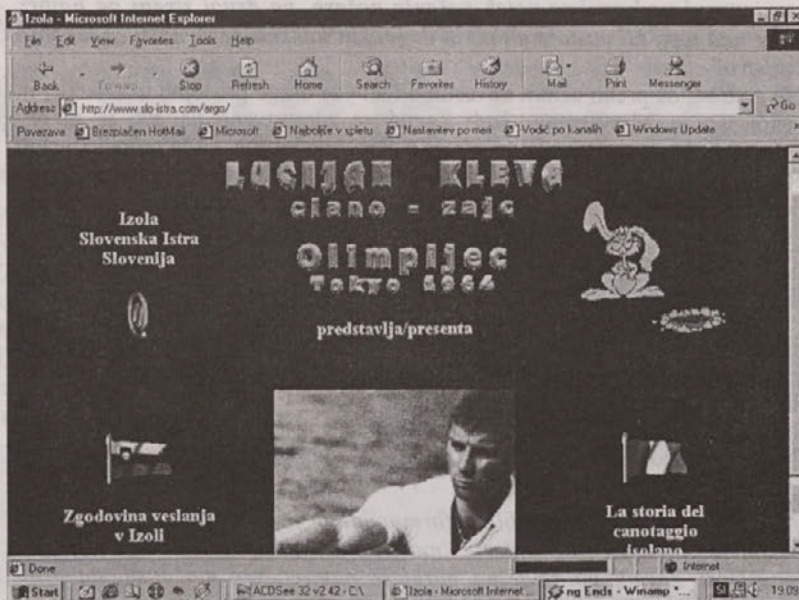 Izola - Microsoft Internet Explorer
File Edit View Favorites Tools Help
Back Forward Stop Refresh Home Search Favorites History Mail Print Messenger
Address http://www.slo-istra.com/argo/ Go
Povezave Brezplačen HotMail Microsoft Najboljše v spletu Nastavitev po meri Vodič po kanalih Windows Update
LUCIJAN KLEVA
ciano - zajc
Izola
Slovenska Istra
Slovenija
Olimpijec
Tokyo 1964
predstavlja/presenta
Zgodovina veslanja
v Izoli
La storia del
canotaggio
isolano
Done Internet
Start ACDSee 32 v2.42 - C:\ Izola - Microsoft Internet ... ng Ends - Winamp "... Sl 19:09